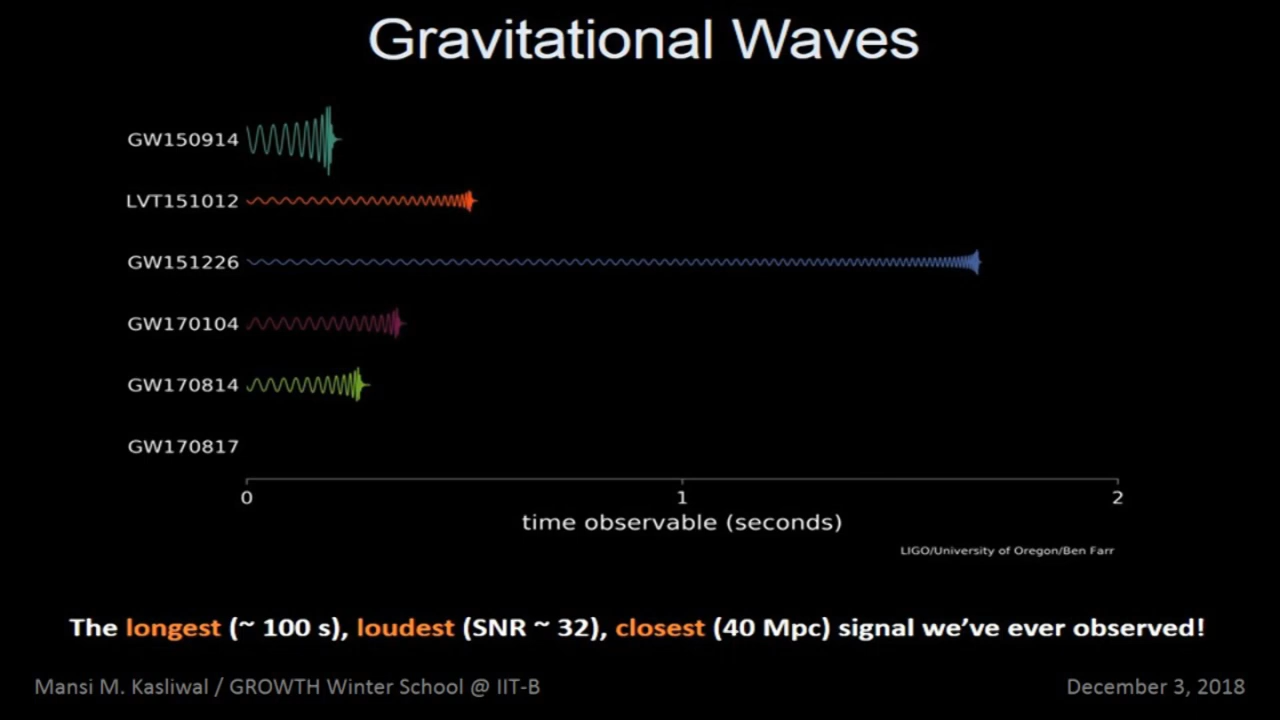 Gravitational Waves
GW150914
LVT151012
GW151226
GW170104
GW170814
GW170817
0 1 2
time observable (seconds)
LIGO/University of Oregon/Ben Farr
The longest (~ 100 s), loudest (SNR ~ 32), closest (40 Mpc) signal we’ve ever observed!
Mansi M. Kasliwal / GROWTH Winter School @ IIT-B December 3, 2018